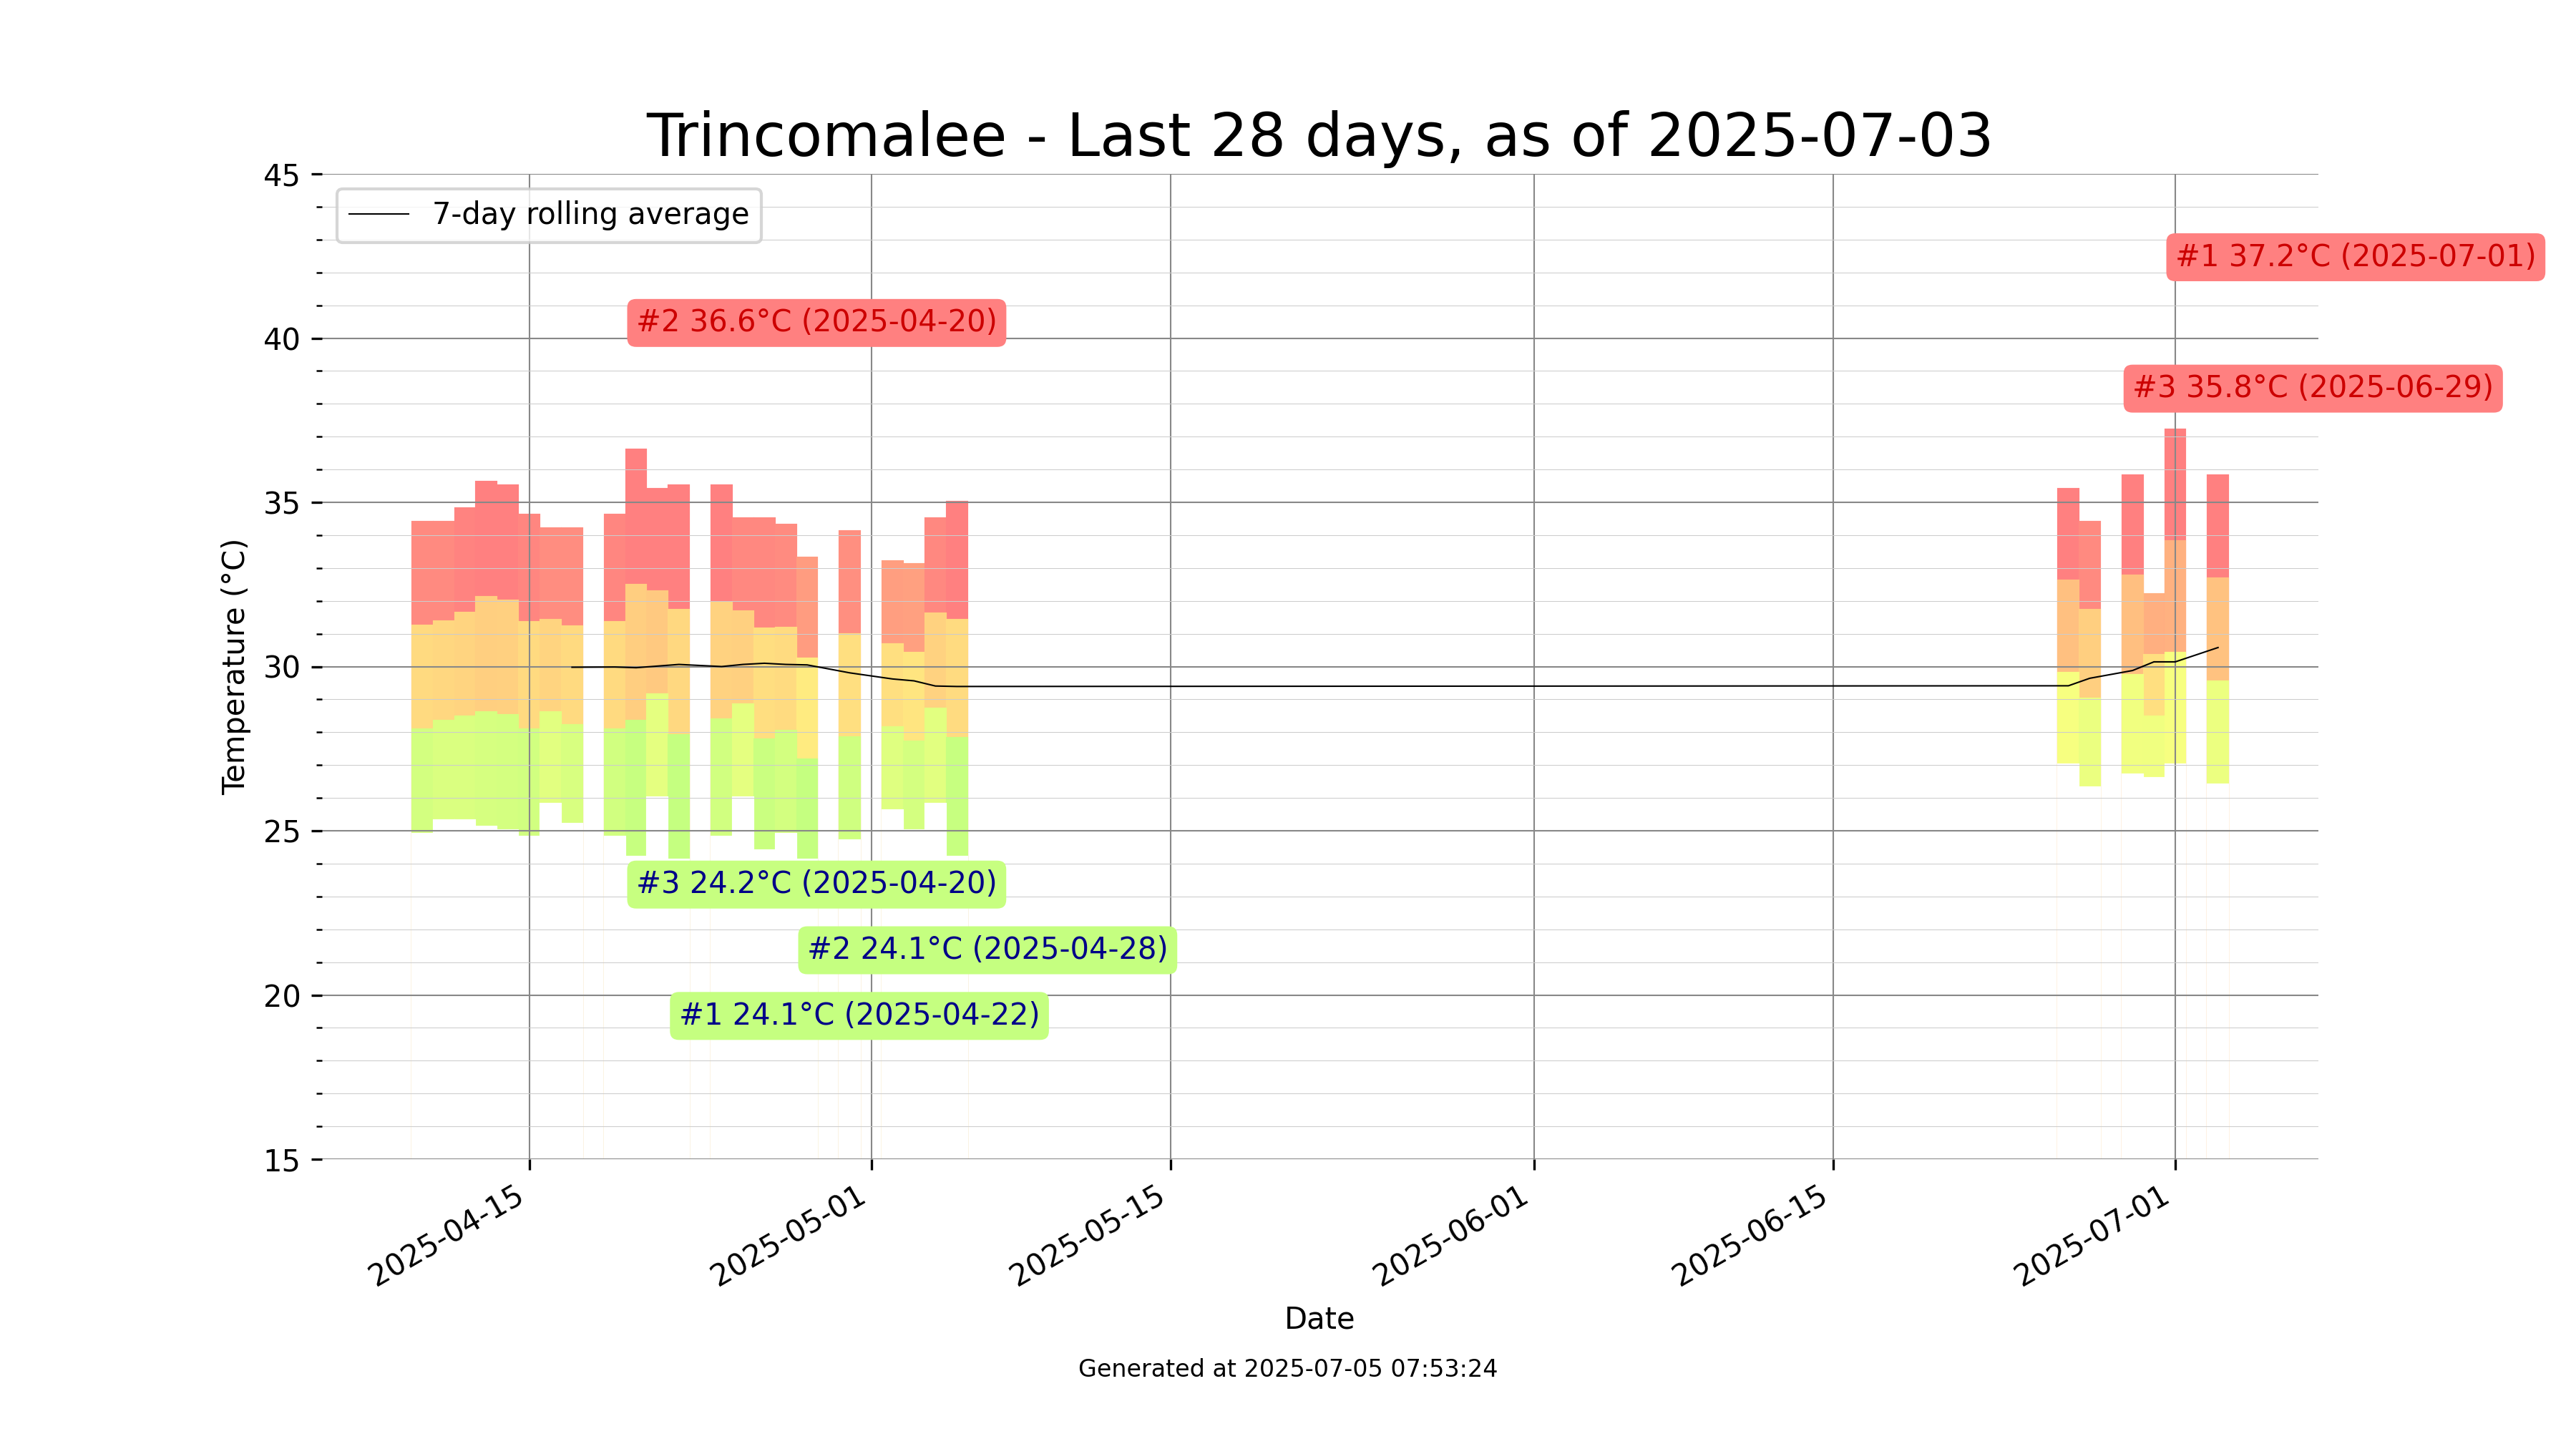 Trincomalee - Last 28 days, as of 2025-07-03
45
7-day rolling average
#1 37.2°C (2025-07-01)
#2 36.6°C (2025-04-20)
40
#3 35.8°C (2025-06-29)
35
Temperature (°C)
30
25
#3 24.2°C (2025-04-20)
#2 24.1°C (2025-04-28)
20
#1 24.1°C (2025-04-22)
15
2025-04-15
2025-05-01
2025-05-15
2025-06-01
2025-06-15
2025-07-01
Date
Generated at 2025-07-05 07:53:24